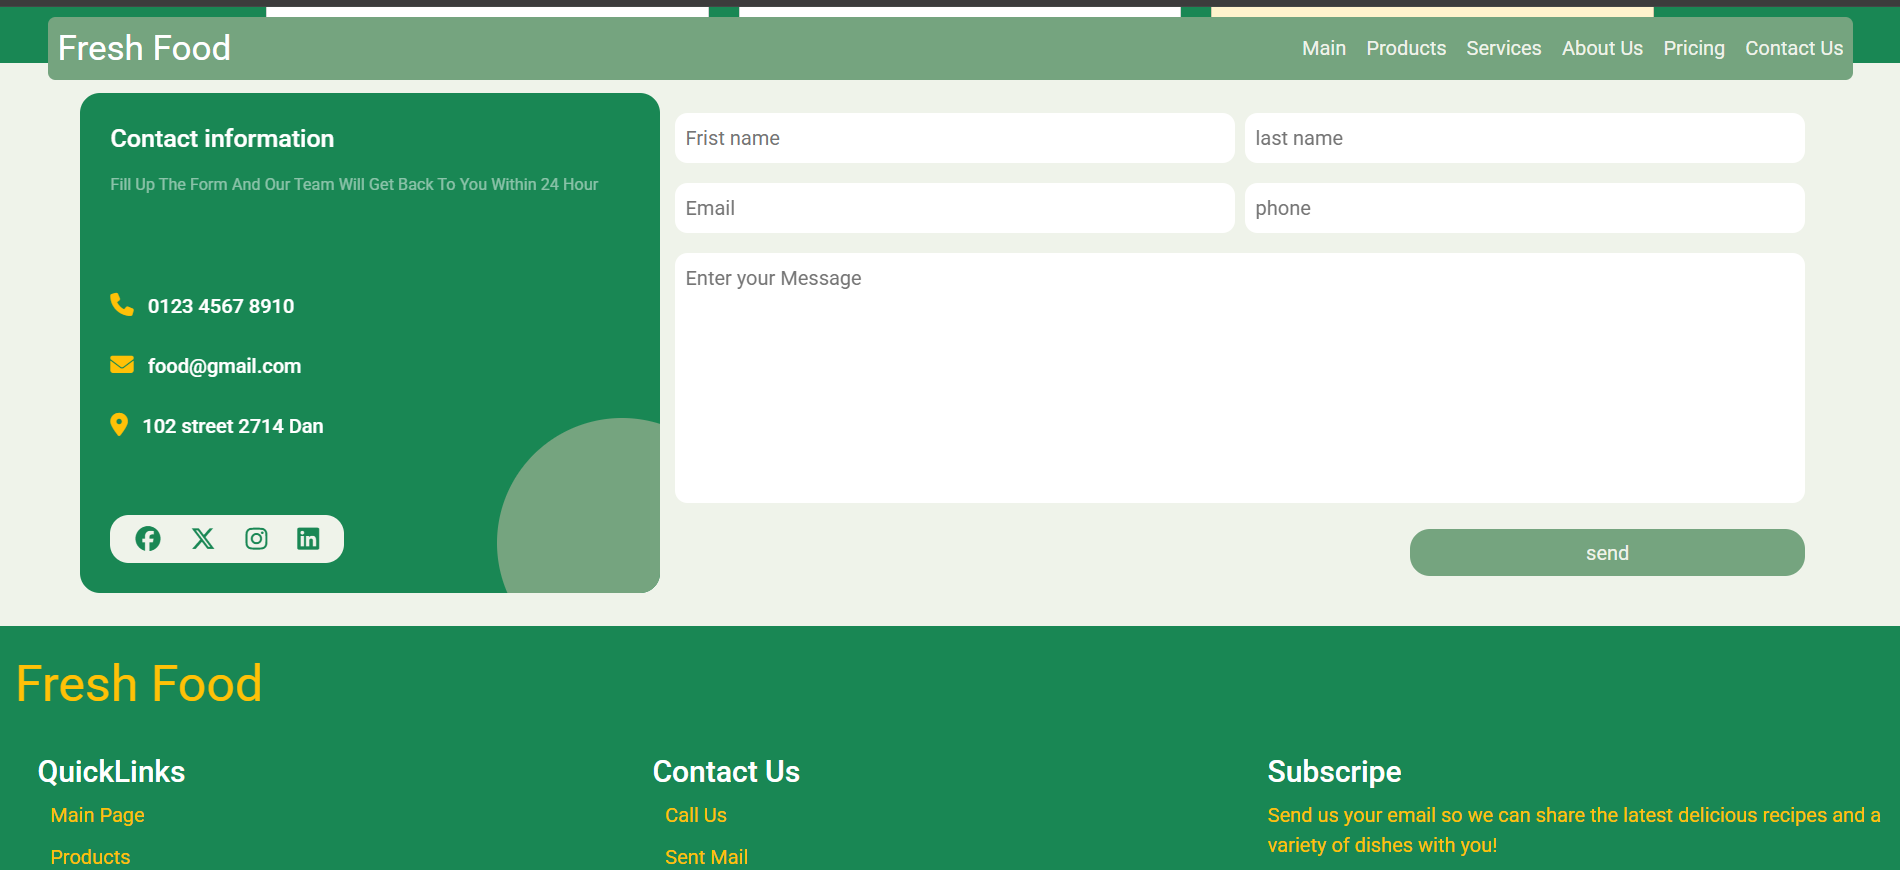 Fresh Food
Main Products Services About Us Pricing Contact Us
Contact information
Fill Up The Form And Our Team Will Get Back To You Within 24 Hour
0123 4567 8910
food@gmail.com
102 street 2714 Dan
Frist name
last name
Email
phone
Enter your Message
send
Fresh Food
QuickLinks
Main Page
Products
Contact Us
Call Us
Sent Mail
Subscripe
Send us your email so we can share the latest delicious recipes and a
variety of dishes with you!